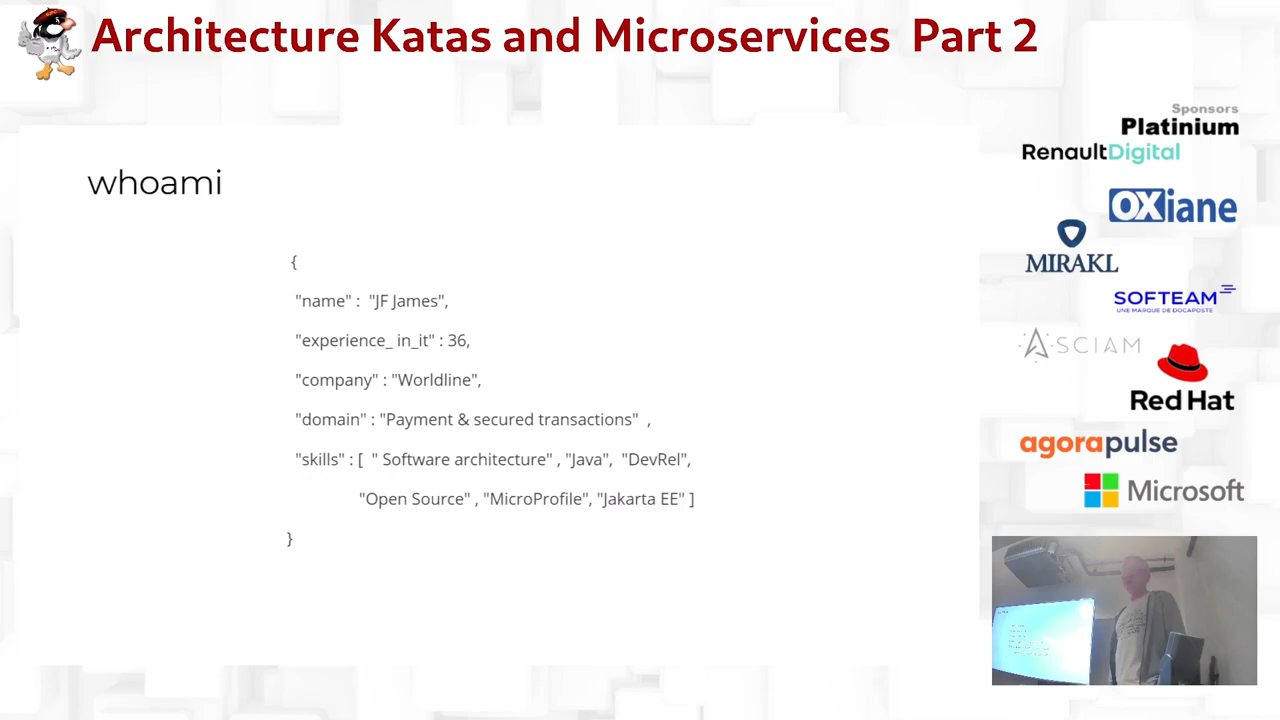 Architecture Katas and Microservices Part 2
Sponsors
Platinium
RenaultDigital
OXiane
MIRAKL
SOFTEAM
UNE MARQUE DE DOCAPOSTE
ASCIAM
Red Hat
agorapulse
Microsoft
whoami
{
"name" : "JF James",
"experience_ in_it" : 36,
"company" : "Worldline",
"domain" : "Payment & secured transactions" ,
"skills" : [ " Software architecture" , "Java", "DevRel",
"Open Source" , "MicroProfile", "Jakarta EE" ]
}